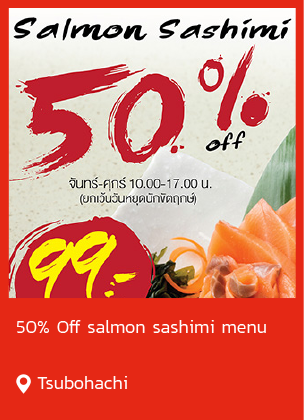 Salmon Sashimi
50% off
จันทร์-ศุกร์ 10.00-17.00 น.
(ยกเว้นวันหยุดนักขัตฤกษ์)
99.-
50% Off salmon sashimi menu
Tsubohachi